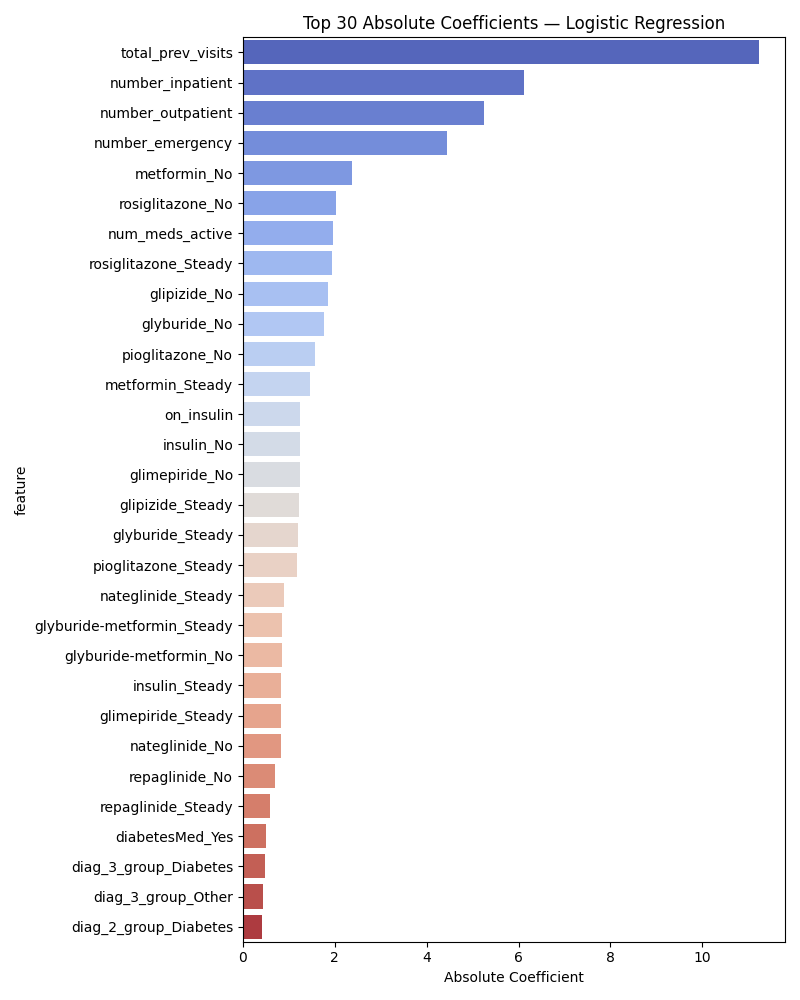 Top 30 Absolute Coefficients — Logistic Regression
total_prev_visits
number_inpatient
number_outpatient
number_emergency
metformin_No
rosiglitazone_No
num_meds_active
rosiglitazone_Steady
glipizide_No
glyburide_No
pioglitazone_No
metformin_Steady
on_insulin
insulin_No
glimepiride_No
glipizide_Steady
glyburide_Steady
pioglitazone_Steady
nateglinide_Steady
glyburide-metformin_Steady
glyburide-metformin_No
insulin_Steady
glimepiride_Steady
nateglinide_No
repaglinide_No
repaglinide_Steady
diabetesMed_Yes
diag_3_group_Diabetes
diag_3_group_Other
diag_2_group_Diabetes
feature
0 2 4 6 8 10
Absolute Coefficient